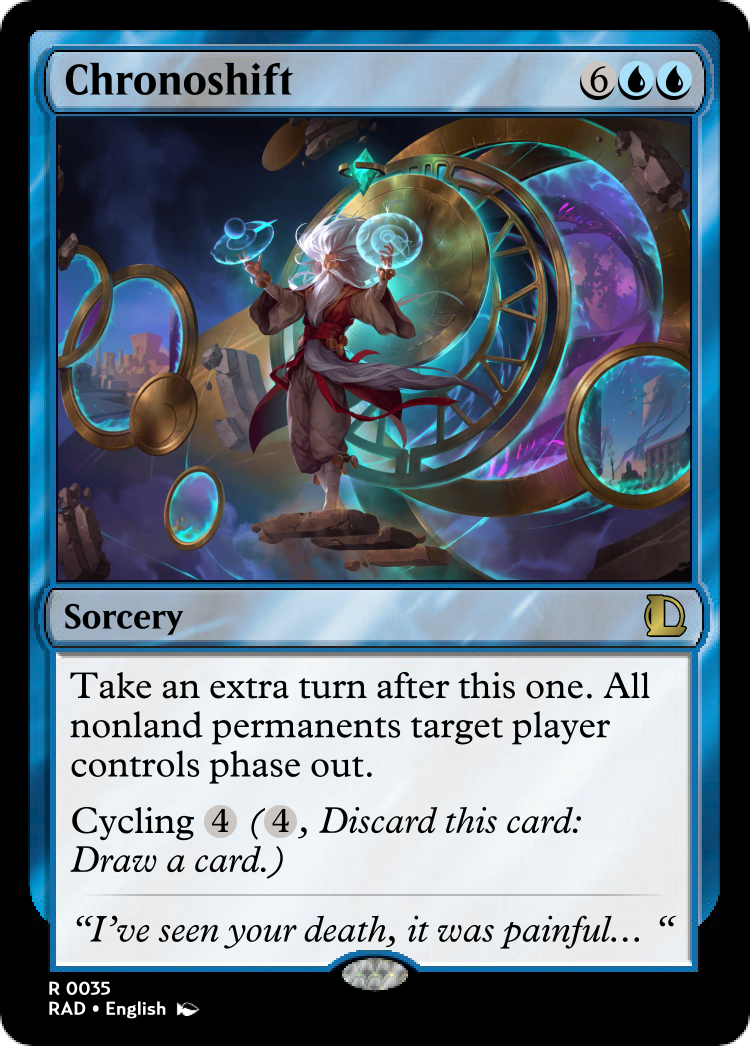 Chronoshift 6
Sorcery
Take an extra turn after this one. All
nonland permanents target player
controls phase out.
Cycling 4 (4, Discard this card:
Draw a card.)
“I’ve seen your death, it was painful... “
R 0035
RAD • English